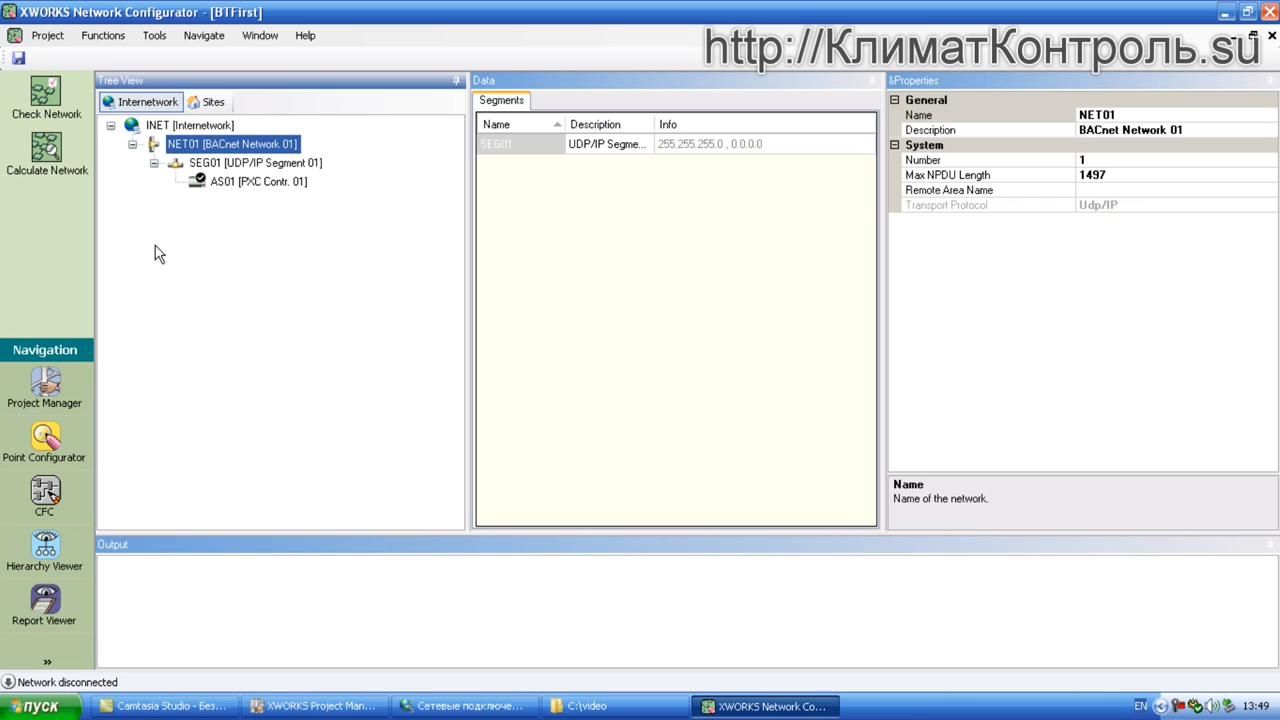 XWORKS Network Configurator - [BTFirst]
Project Functions Tools Navigate Window Help
http://КлиматКонтроль.su
Check Network
Calculate Network
Navigation
Project Manager
Point Configurator
CFC
Hierarchy Viewer
Report Viewer
»
Tree View
Internetwork Sites
INET [Internetwork]
NET01 [BACnet Network 01]
SEG01 [UDP/IP Segment 01]
AS01 [PXC Contr. 01]
Data
Segments
Name Description Info
SEG01 UDP/IP Segme... 255.255.255.0 , 0.0.0.0
&Properties
General
Name NET01
Description BACnet Network 01
System
Number 1
Max NPDU Length 1497
Remote Area Name
Transport Protocol Udp/IP
Name
Name of the network.
Output
Network disconnected
пуск Camtasia Studio - Без... XWORKS Project Man... Сетевые подключе... C:\video XWORKS Network Co... EN 13:49